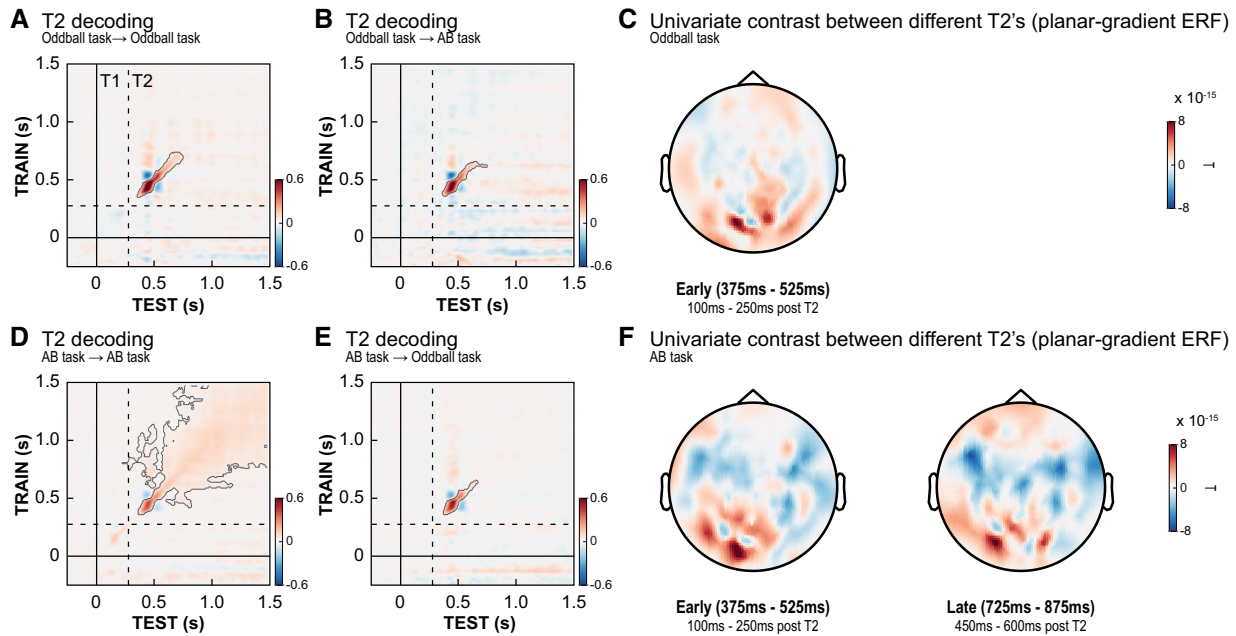 A T2 decoding
Oddball task→ Oddball task
T1 T2
1.5
1.0
0.5
0
TRAIN (s)
0 0.5 1.0 1.5
TEST (s)
0.6
0
-0.6
B T2 decoding
Oddball task → AB task
1.5
1.0
0.5
0
TRAIN (s)
0 0.5 1.0 1.5
TEST (s)
0.6
0
-0.6
C Univariate contrast between different T2's (planar-gradient ERF)
Oddball task
x 10-15
8
0
-8
T
Early (375ms - 525ms)
100ms - 250ms post T2
D T2 decoding
AB task → AB task
1.5
1.0
0.5
0
TRAIN (s)
0 0.5 1.0 1.5
TEST (s)
0.6
0
-0.6
E T2 decoding
AB task → Oddball task
1.5
1.0
0.5
0
TRAIN (s)
0 0.5 1.0 1.5
TEST (s)
0.6
0
-0.6
F Univariate contrast between different T2's (planar-gradient ERF)
AB task
x 10-15
8
0
-8
T
Early (375ms - 525ms)
100ms - 250ms post T2
Late (725ms - 875ms)
450ms - 600ms post T2